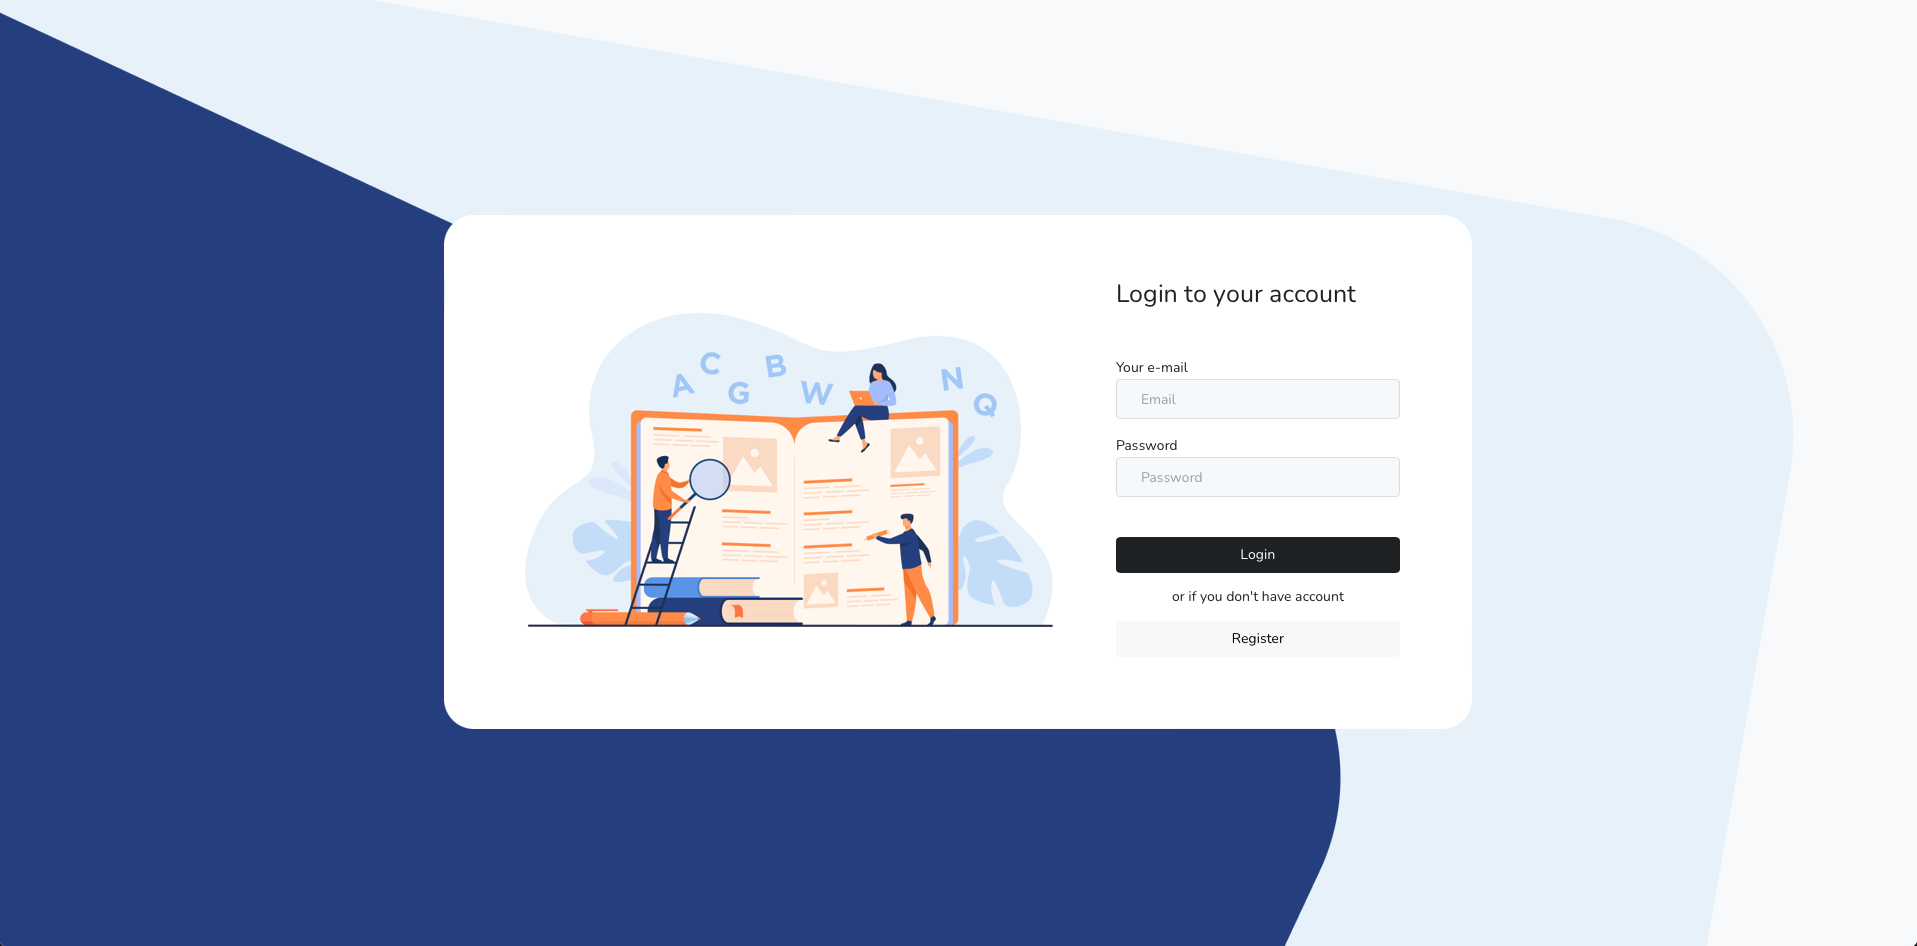 A C G B W N Q
Login to your account
Your e-mail
Email
Password
Password
Login
or if you don't have account
Register